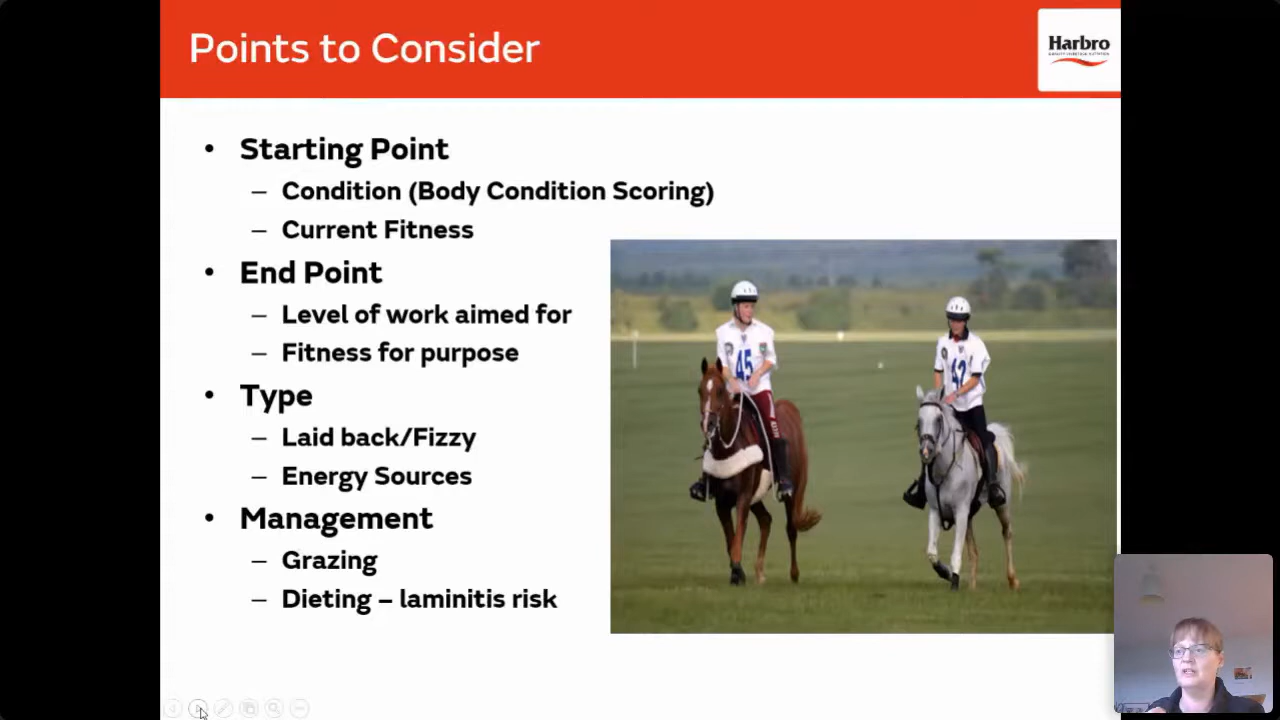 Points to Consider
Harbro
• Starting Point
– Condition (Body Condition Scoring)
– Current Fitness
• End Point
– Level of work aimed for
– Fitness for purpose
• Type
– Laid back/Fizzy
– Energy Sources
• Management
– Grazing
– Dieting – laminitis risk
45
42